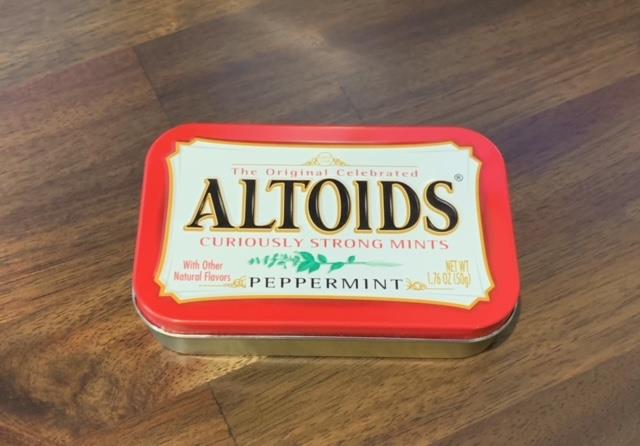 The Original Celebrated
ALTOIDS®
CURIOUSLY STRONG MINTS
With Other
Natural Flavors
PEPPERMINT
NET WT
1.76 OZ (50g)